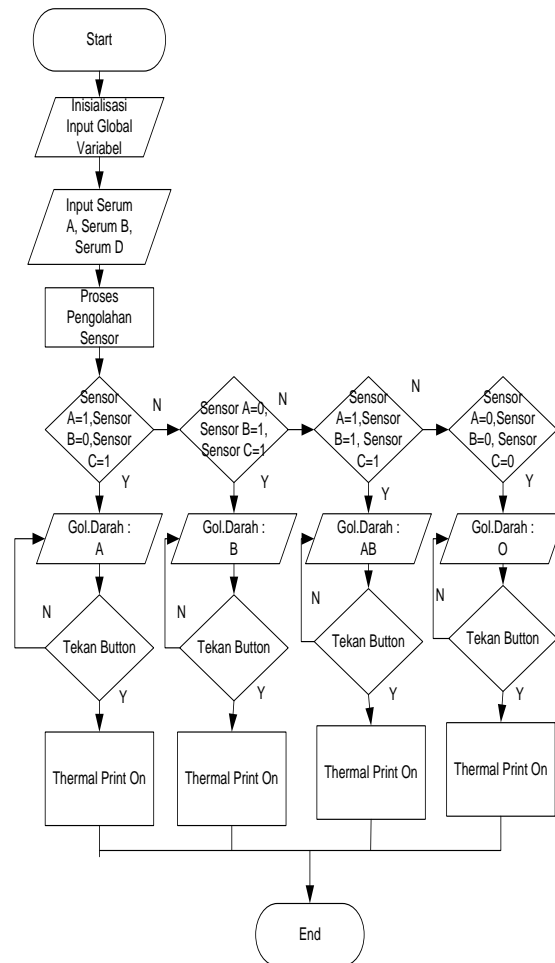 Start
Inisialisasi
Input Global
Variabel
Input Serum
A, Serum B,
Serum D
Proses
Pengolahan
Sensor
Sensor
A=1,Sensor
B=0,Sensor
C=1
N
Sensor A=0,
Sensor B=1,
Sensor C=1
N
Sensor
A=1,Sensor
B=1, Sensor
C=1
N
Sensor
A=0,Sensor
B=0, Sensor
C=0
Y
Y
Y
Y
Gol.Darah :
A
Gol.Darah :
B
Gol.Darah :
AB
Gol.Darah :
O
N
N
N
N
Tekan Button
Tekan Button
Tekan Button
Tekan Button
Y
Y
Y
Y
Thermal Print On
Thermal Print On
Thermal Print On
Thermal Print On
End